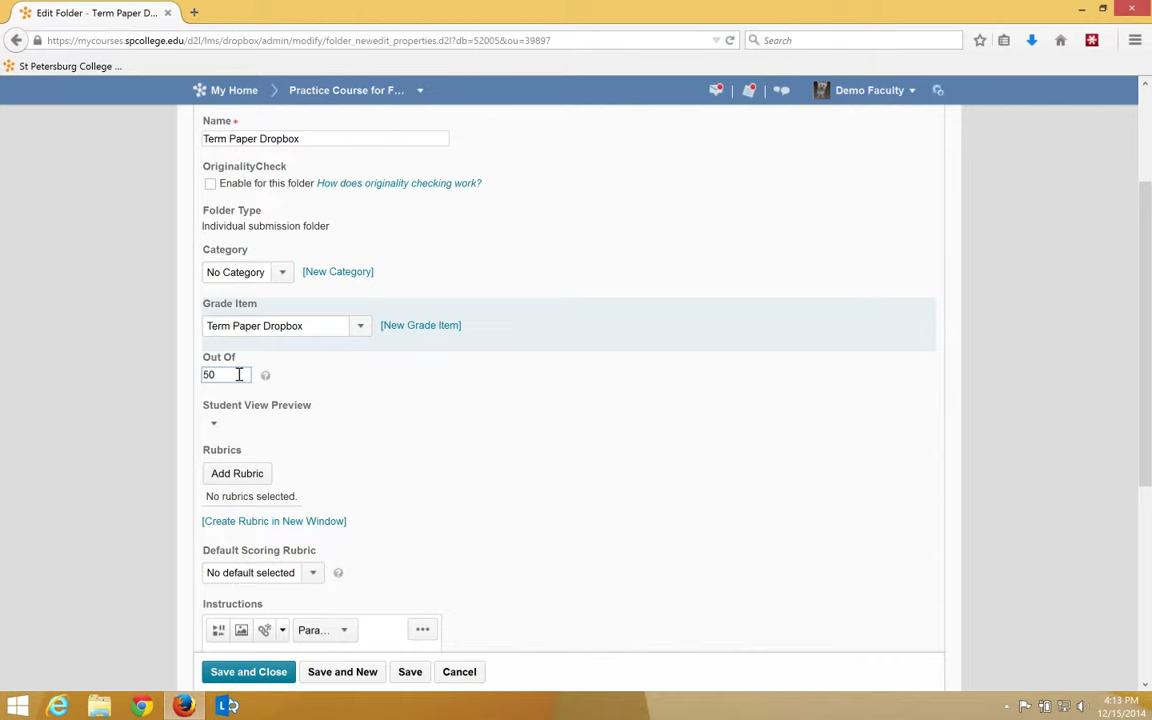 Edit Folder - Term Paper D...
https://mycourses.spcollege.edu/d2l/lms/dropbox/admin/modify/folder_newedit_properties.d2l?db=52005&ou=39897
Search
St Petersburg College ...
My Home
Practice Course for F...
Demo Faculty
Name *
Term Paper Dropbox
OriginalityCheck
Enable for this folder How does originality checking work?
Folder Type
Individual submission folder
Category
No Category [New Category]
Grade Item
Term Paper Dropbox [New Grade Item]
Out Of
50
Student View Preview
Rubrics
Add Rubric
No rubrics selected.
[Create Rubric in New Window]
Default Scoring Rubric
No default selected
Instructions
Para...
Save and Close Save and New Save Cancel
4:13 PM
12/15/2014